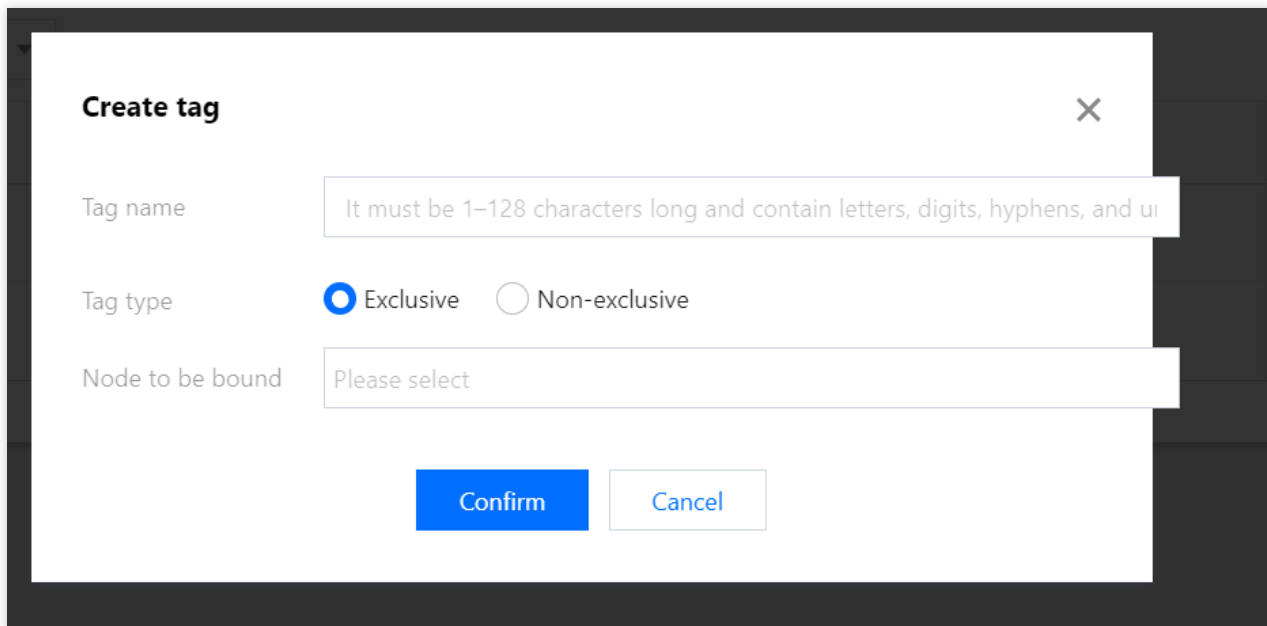 Create tag
Tag name It must be 1–128 characters long and contain letters, digits, hyphens, and
Tag type Exclusive Non-exclusive
Node to be bound Please select
Confirm Cancel